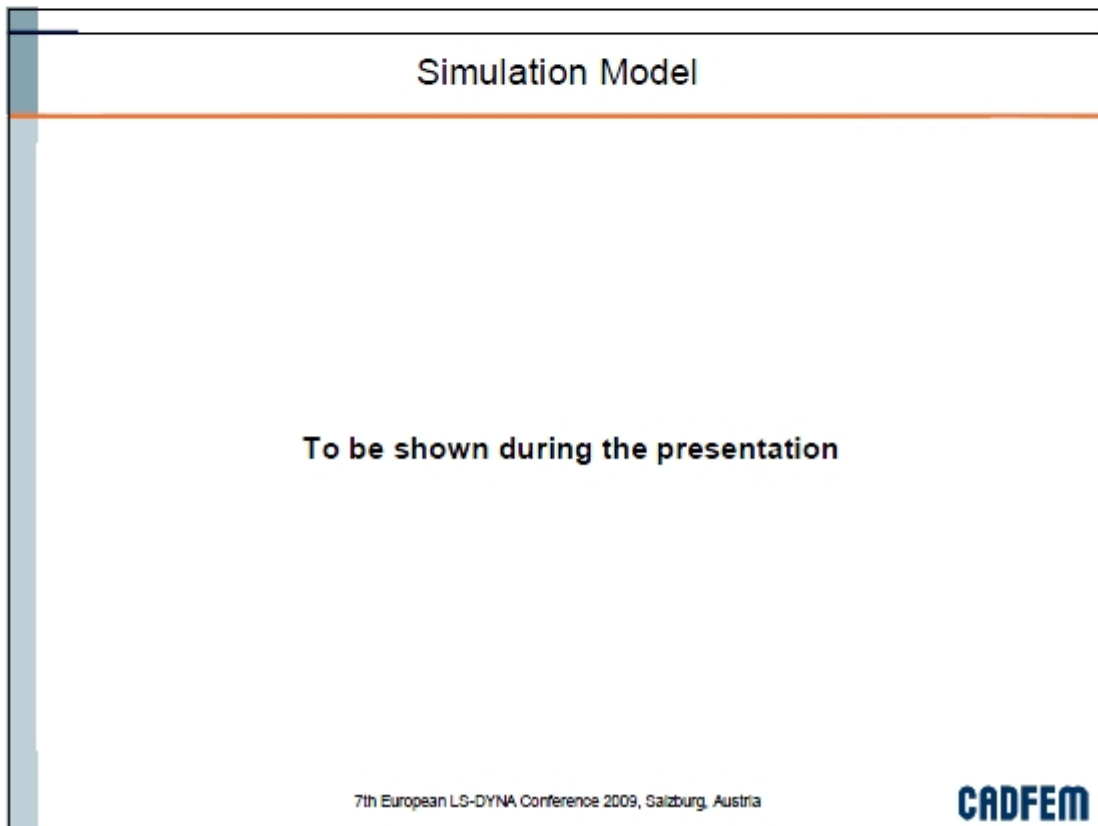 Simulation Model
To be shown during the presentation
7th European LS-DYNA Conference 2009, Salzburg, Austria
CADFEM